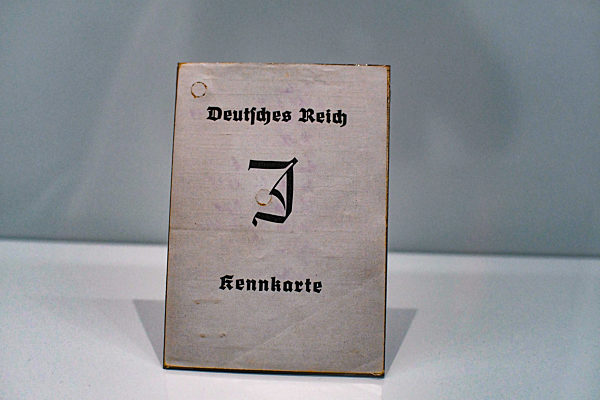 Deutsches Reich
J
Kennkarte